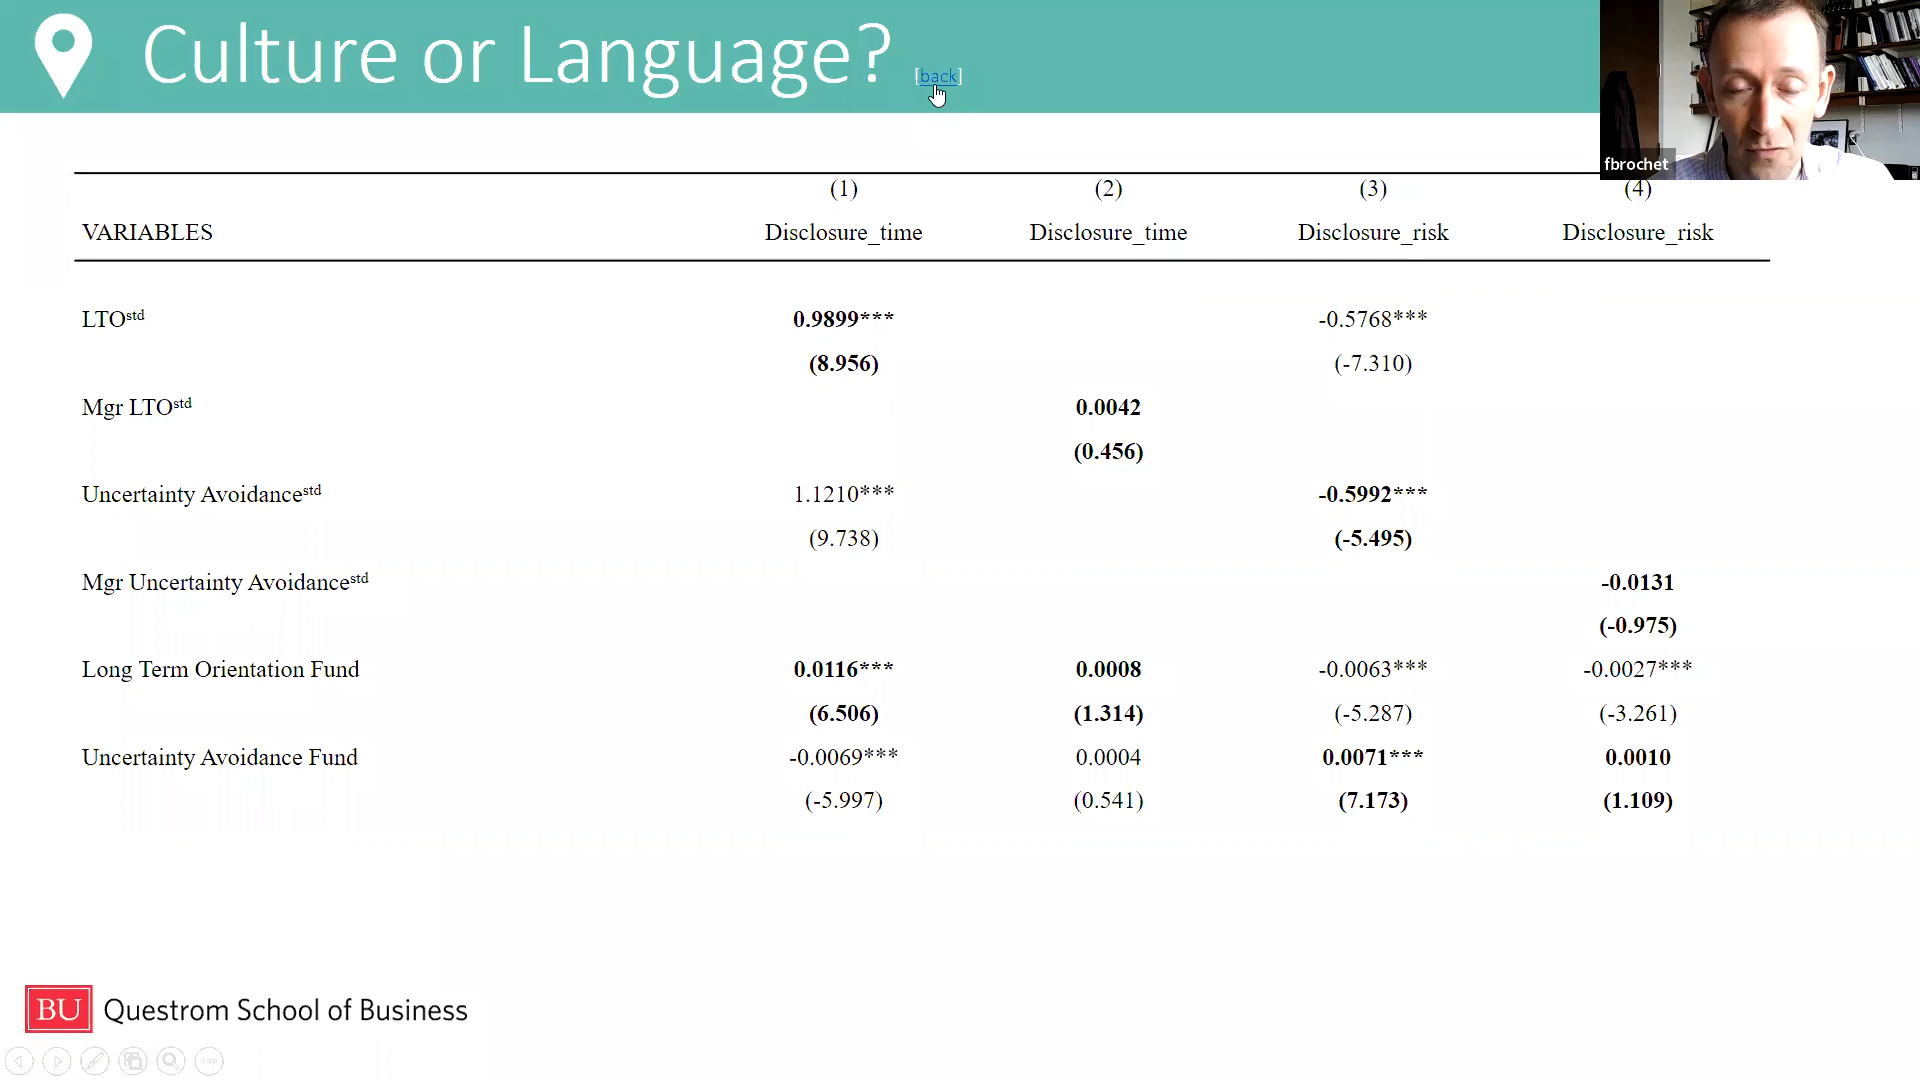 Culture or Language? [back]
fbrochet
(1) (2) (3) (4)
VARIABLES Disclosure_time Disclosure_time Disclosure_risk Disclosure_risk
LTOstd 0.9899*** -0.5768***
(8.956) (-7.310)
Mgr LTOstd 0.0042
(0.456)
Uncertainty Avoidancestd 1.1210*** -0.5992***
(9.738) (-5.495)
Mgr Uncertainty Avoidancestd -0.0131
(-0.975)
Long Term Orientation Fund 0.0116*** 0.0008 -0.0063*** -0.0027***
(6.506) (1.314) (-5.287) (-3.261)
Uncertainty Avoidance Fund -0.0069*** 0.0004 0.0071*** 0.0010
(-5.997) (0.541) (7.173) (1.109)
BU Questrom School of Business